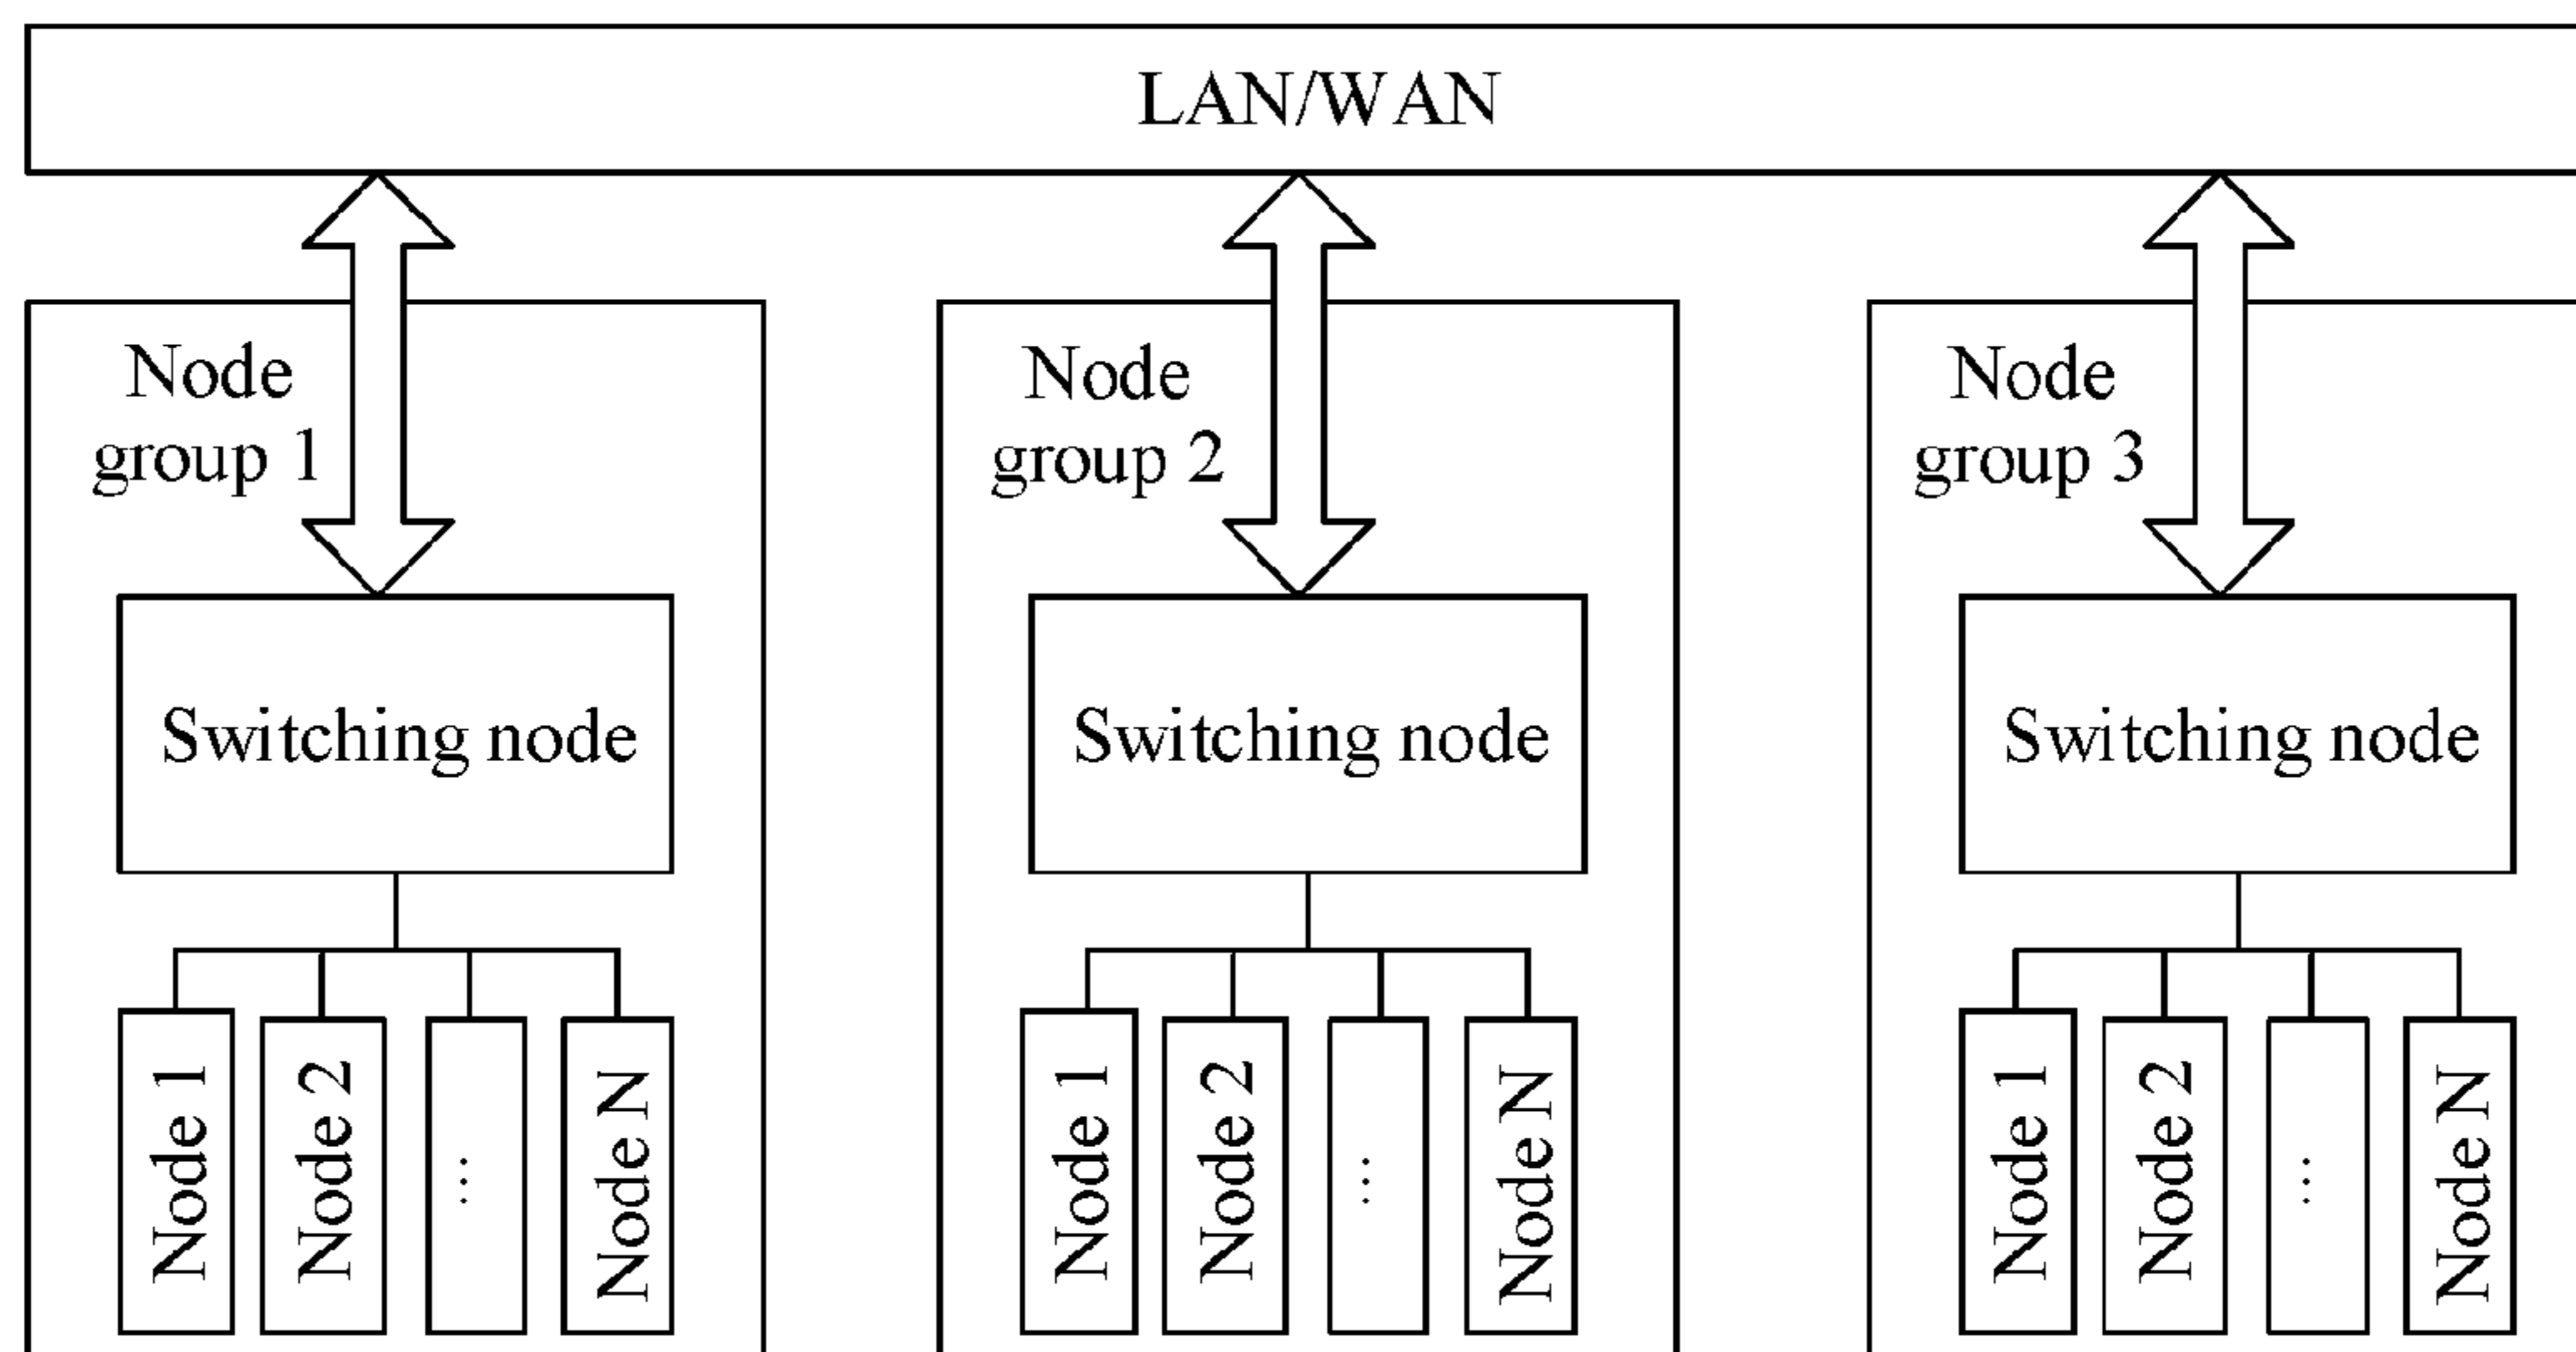 LAN/WAN
Node
group 1
Node
group 2
Node
group 3
Switching node
Switching node
Switching node
Node 1
Node 2
...
Node N
Node 1
Node 2
...
Node N
Node 1
Node 2
...
Node N